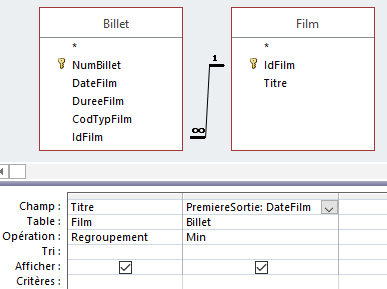 Billet
*
NumBillet
DateFilm
DureeFilm
CodTypFilm
IdFilm
Film
*
IdFilm
Titre
1
∞
Champ : Titre PremiereSortie: DateFilm
Table : Film Billet
Opération : Regroupement Min
Tri :
Afficher :
Critères :